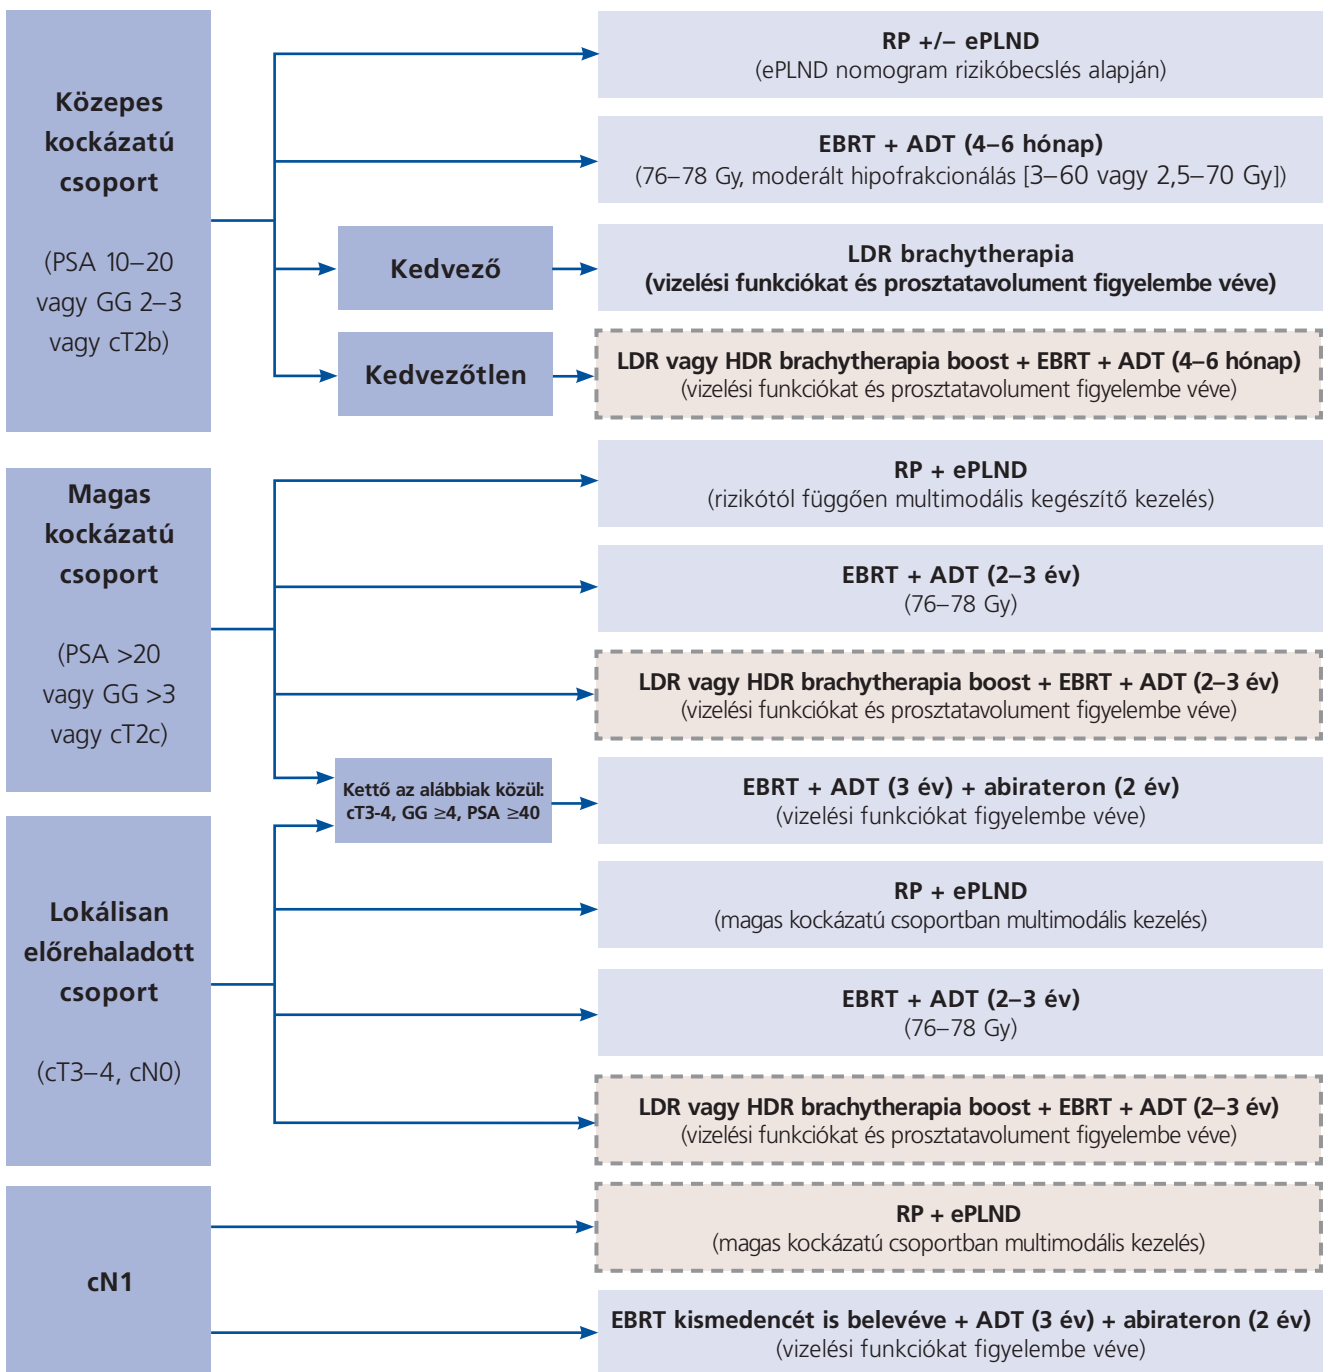 Közepes
kockázatú
csoport
(PSA 10–20
vagy GG 2–3
vagy cT2b)
RP +/– ePLND
(ePLND nomogram rizikóbecslés alapján)
EBRT + ADT (4–6 hónap)
(76–78 Gy, moderált hipofrakcionálás [3–60 vagy 2,5–70 Gy])
Kedvező
LDR brachytherapia
(vizelési funkciókat és prosztatavolument figyelembe véve)
Kedvezőtlen
LDR vagy HDR brachytherapia boost + EBRT + ADT (4–6 hónap)
(vizelési funkciókat és prosztatavolument figyelembe véve)
Magas
kockázatú
csoport
(PSA >20
vagy GG >3
vagy cT2c)
RP + ePLND
(rizikótól függően multimodális kegészítő kezelés)
EBRT + ADT (2–3 év)
(76–78 Gy)
LDR vagy HDR brachytherapia boost + EBRT + ADT (2–3 év)
(vizelési funkciókat és prosztatavolument figyelembe véve)
Kettő az alábbiak közül:
cT3-4, GG ≥4, PSA ≥40
EBRT + ADT (3 év) + abirateron (2 év)
(vizelési funkciókat figyelembe véve)
Lokálisan
előrehaladott
csoport
(cT3–4, cN0)
RP + ePLND
(magas kockázatú csoportban multimodális kezelés)
EBRT + ADT (2–3 év)
(76–78 Gy)
LDR vagy HDR brachytherapia boost + EBRT + ADT (2–3 év)
(vizelési funkciókat és prosztatavolument figyelembe véve)
cN1
RP + ePLND
(magas kockázatú csoportban multimodális kezelés)
EBRT kismedencét is belevéve + ADT (3 év) + abirateron (2 év)
(vizelési funkciókat figyelembe véve)